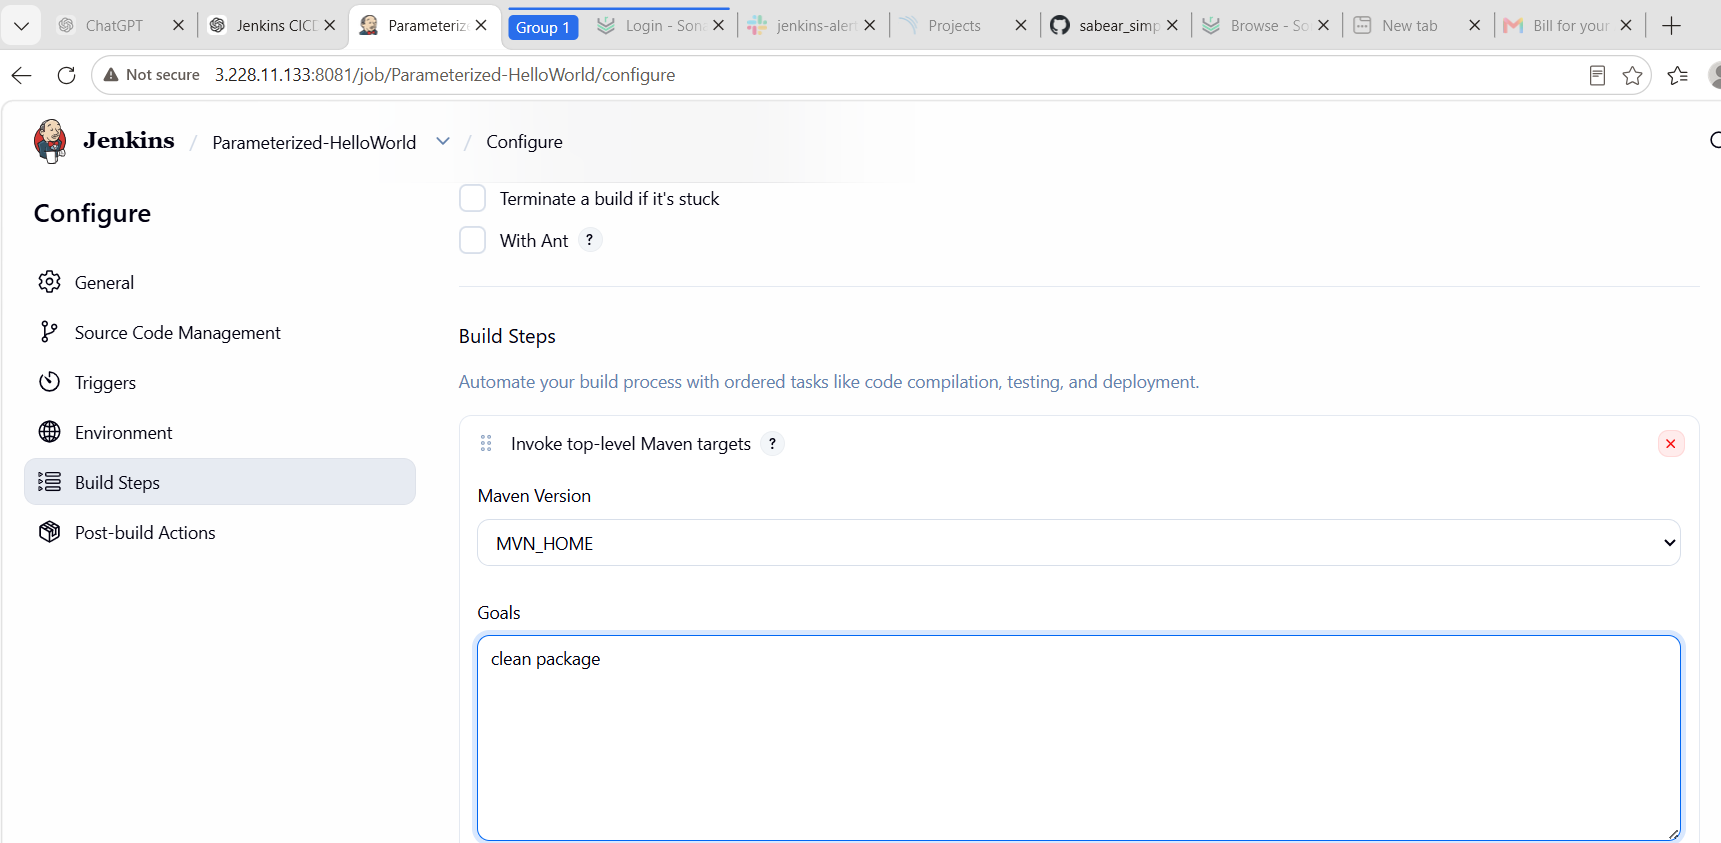 ChatGPT
Jenkins CICD
Parameterize
Group 1
Login - Sona
jenkins-alert
Projects
sabear_simp
Browse - So
New tab
Bill for your
Not secure 3.228.11.133:8081/job/Parameterized-HelloWorld/configure
Jenkins / Parameterized-HelloWorld / Configure
Configure
General
Source Code Management
Triggers
Environment
Build Steps
Post-build Actions
Terminate a build if it's stuck
With Ant ?
Build Steps
Automate your build process with ordered tasks like code compilation, testing, and deployment.
Invoke top-level Maven targets ?
Maven Version
MVN_HOME
Goals
clean package